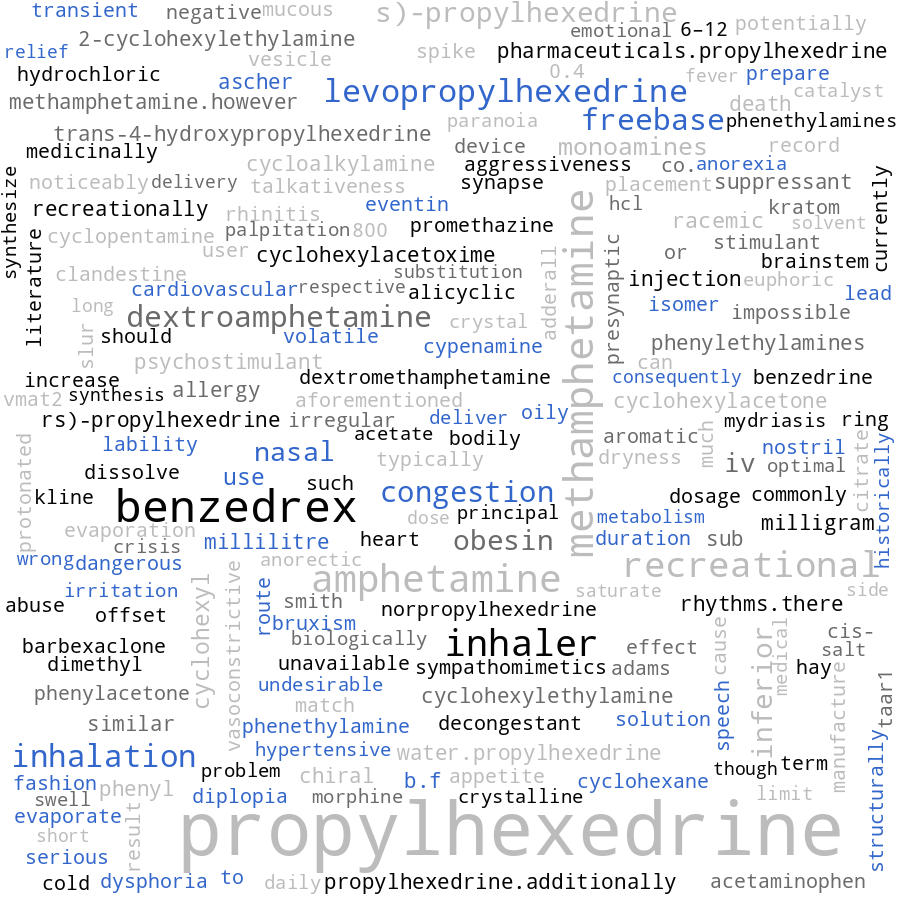 transient
negative
mucous
s)-propylhexedrine
emotional
6–12
potentially
relief
2-cyclohexylethylamine
vesicle
spike
pharmaceuticals.propylhexedrine
hydrochloric
ascher
0.4
fever
prepare
catalyst
methamphetamine.however
levopropylhexedrine
death
trans-4-hydroxypropylhexedrine
paranoia
freebase
phenethylamines
medicinally
device
monoamines
record
cycloalkylamine
aggressiveness
co.
anorexia
synthesize
noticeably
delivery
talkativeness
synapse
placement
suppressant
currently
recreationally
rhinitis
eventin
hcl
kratom
cyclopentamine
palpitation
800
promethazine
racemic
solvent
literature
user
cyclohexylacetoxime
methamphetamine
presynaptic
or
stimulant
brainstem
clandestine
substitution
adderall
injection
euphoric
cardiovascular
respective
alicyclic
isomer
lead
long
dextroamphetamine
crystal
impossible
slur
should
volatile
cypenamine
phenylethylamines
psychostimulant
can
increase
dextromethamphetamine
consequently
benzedrine
vmat2
synthesis
allergy
aforementioned
cyclohexylacetone
rs)-propylhexedrine
irregular
deliver
oily
mydriasis
ring
lability
acetate
bodily
aromatic
much
nostril
nasal
typically
dryness
iv
optimal
protonated
dissolve
use
such
congestion
citrate
historically
kline
benzedrex
dose
principal
metabolism
dosage
commonly
evaporation
milligram
crisis
millilitre
heart
obesin
duration
sub
wrong
dangerous
anorectic
recreational
irritation
cyclohexyl
vasoconstrictive
route
amphetamine
saturate
side
abuse
offset
smith
norpropylhexedrine
rhythms.there
bruxism
cause
inferior
medical
cis-
barbexaclone
biologically
inhaler
effect
salt
dimethyl
unavailable
sympathomimetics
adams
hay
manufacture
taar1
phenylacetone
undesirable
cyclohexylethylamine
speech
structurally
match
similar
phenethylamine
decongestant
solution
inhalation
hypertensive
water.propylhexedrine
problem
though
term
fashion
phenyl
chiral
b.f
appetite
cyclohexane
swell
diplopia
morphine
crystalline
limit
evaporate
result
propylhexedrine
short
serious
cold
dysphoria
to
daily
propylhexedrine.additionally
acetaminophen